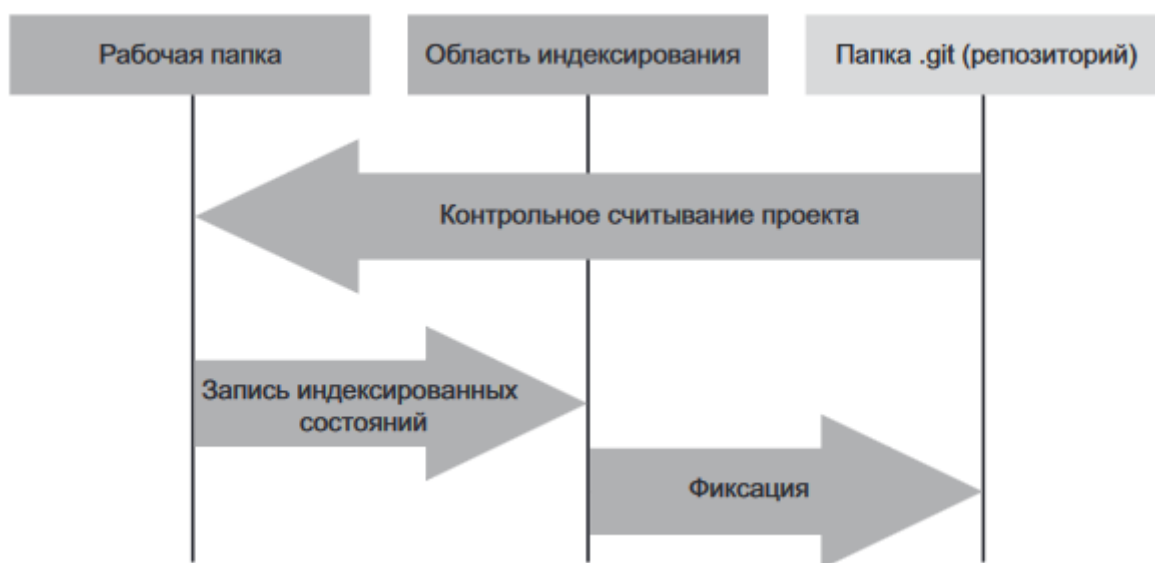 Рабочая папка
Область индексирования
Папка .git (репозиторий)
Контрольное считывание проекта
Запись индексированных
состояний
Фиксация